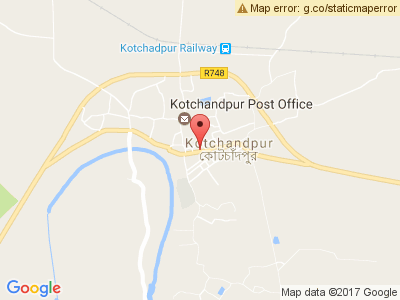 Map error: g.co/staticmaperror
Kotchadpur Railway
R748
Kotchandpur Post Office
Kotchandpur
কোটচাঁদপুর
Google
Map data ©2017 Google